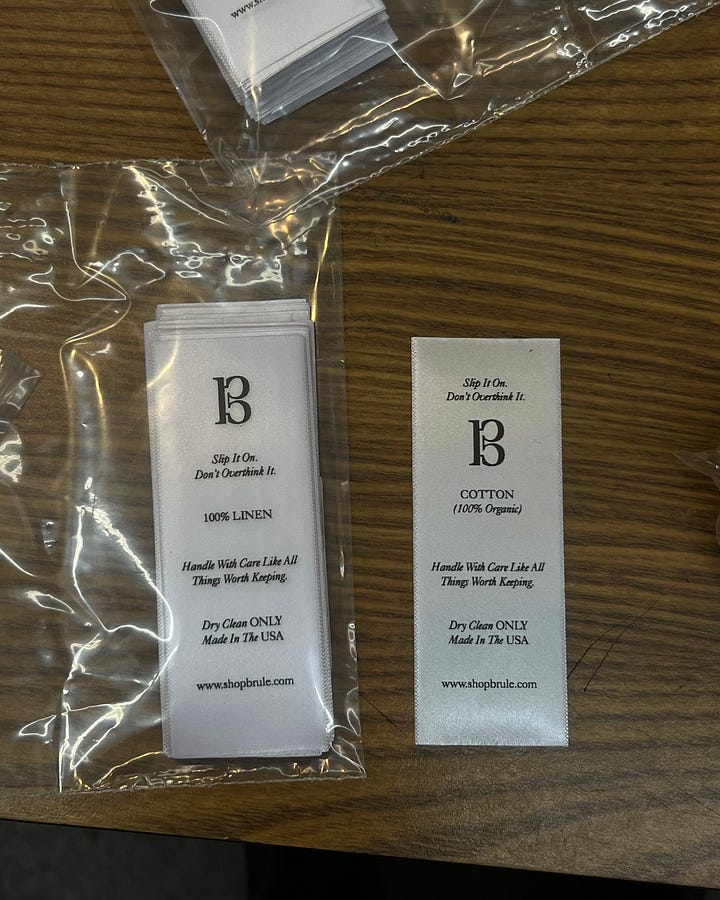 www.s
B
Slip It On.
Don't Overthink It.
100% LINEN
Handle With Care Like All
Things Worth Keeping.
Dry Clean ONLY
Made In The USA
www.shopbrule.com
Slip It On.
Don't Overthink It.
B
COTTON
(100% Organic)
Handle With Care Like All
Things Worth Keeping.
Dry Clean ONLY
Made In The USA
www.shopbrule.com